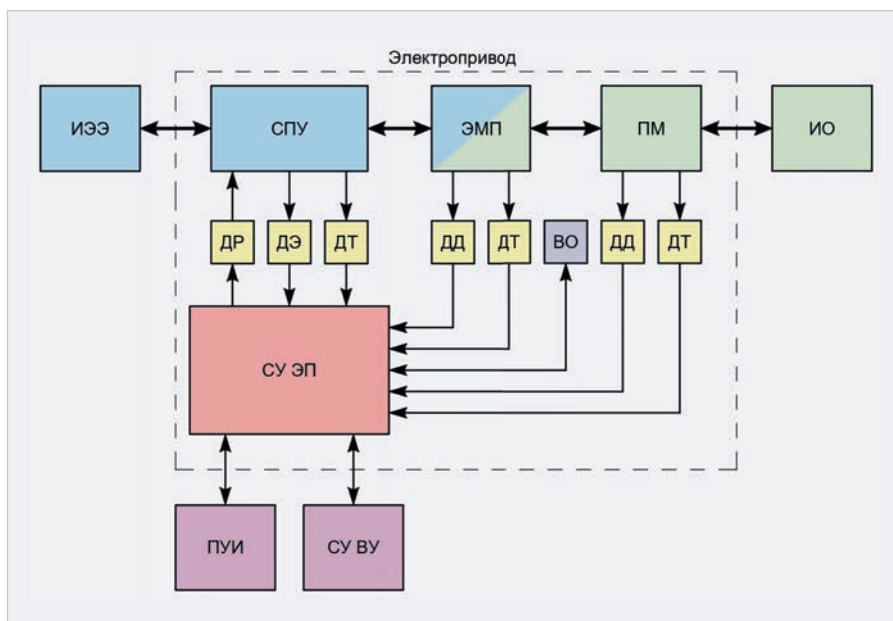 Электропривод
ИЭЭ
СПУ
ЭМП
ПМ
ИО
ДР
ДЭ
ДТ
ДД
ДТ
ВО
ДД
ДТ
СУ ЭП
ПУИ
СУ ВУ